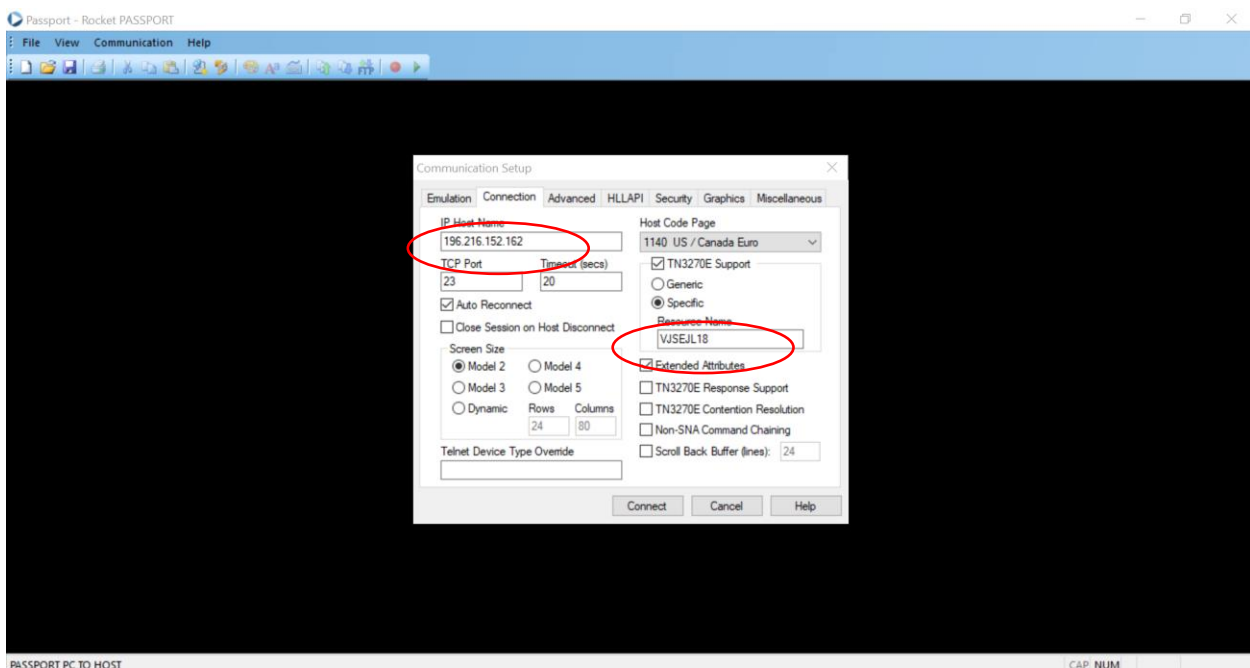 Passport - Rocket PASSPORT
File View Communication Help
Communication Setup
Emulation Connection Advanced HLLAPI Security Graphics Miscellaneous
IP Host Name
196.216.152.162
TCP Port Timeout (secs)
23 20
Auto Reconnect
Close Session on Host Disconnect
Screen Size
Model 2 Model 4
Model 3 Model 5
Dynamic Rows Columns
24 80
Telnet Device Type Override
Host Code Page
1140 US / Canada Euro
TN3270E Support
Generic
Specific
Resource Name
VJSEJL18
Extended Attributes
TN3270E Response Support
TN3270E Contention Resolution
Non-SNA Command Chaining
Scroll Back Buffer (lines): 24
Connect Cancel Help
PASSPORT PC TO HOST CAP NUM